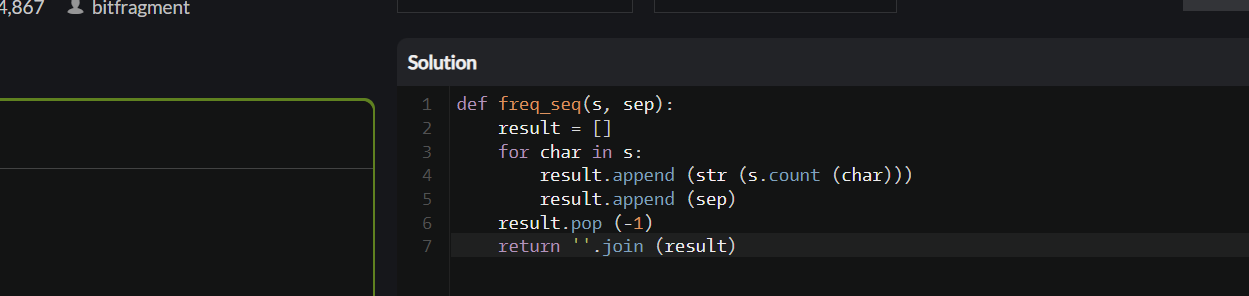 4,867 bitfragment
Solution
1 def freq_seq(s, sep):
2     result = []
3     for char in s:
4         result.append (str (s.count (char)))
5         result.append (sep)
6     result.pop (-1)
7     return ''.join (result)